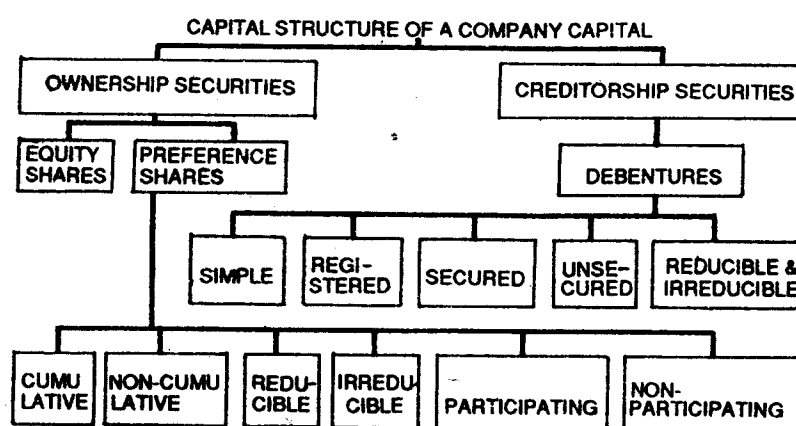 CAPITAL STRUCTURE OF A COMPANY CAPITAL
OWNERSHIP SECURITIES
CREDITORSHIP SECURITIES
EQUITY
SHARES
PREFERENCE
SHARES
DEBENTURES
SIMPLE
REGI-
STERED
SECURED
UNSE-
CURED
REDUCIBLE &
IRREDUCIBLE
CUMU
LATIVE
NON-CUMU
LATIVE
REDU-
CIBLE
IRREDU-
CIBLE
PARTICIPATING
NON-
PARTICIPATING